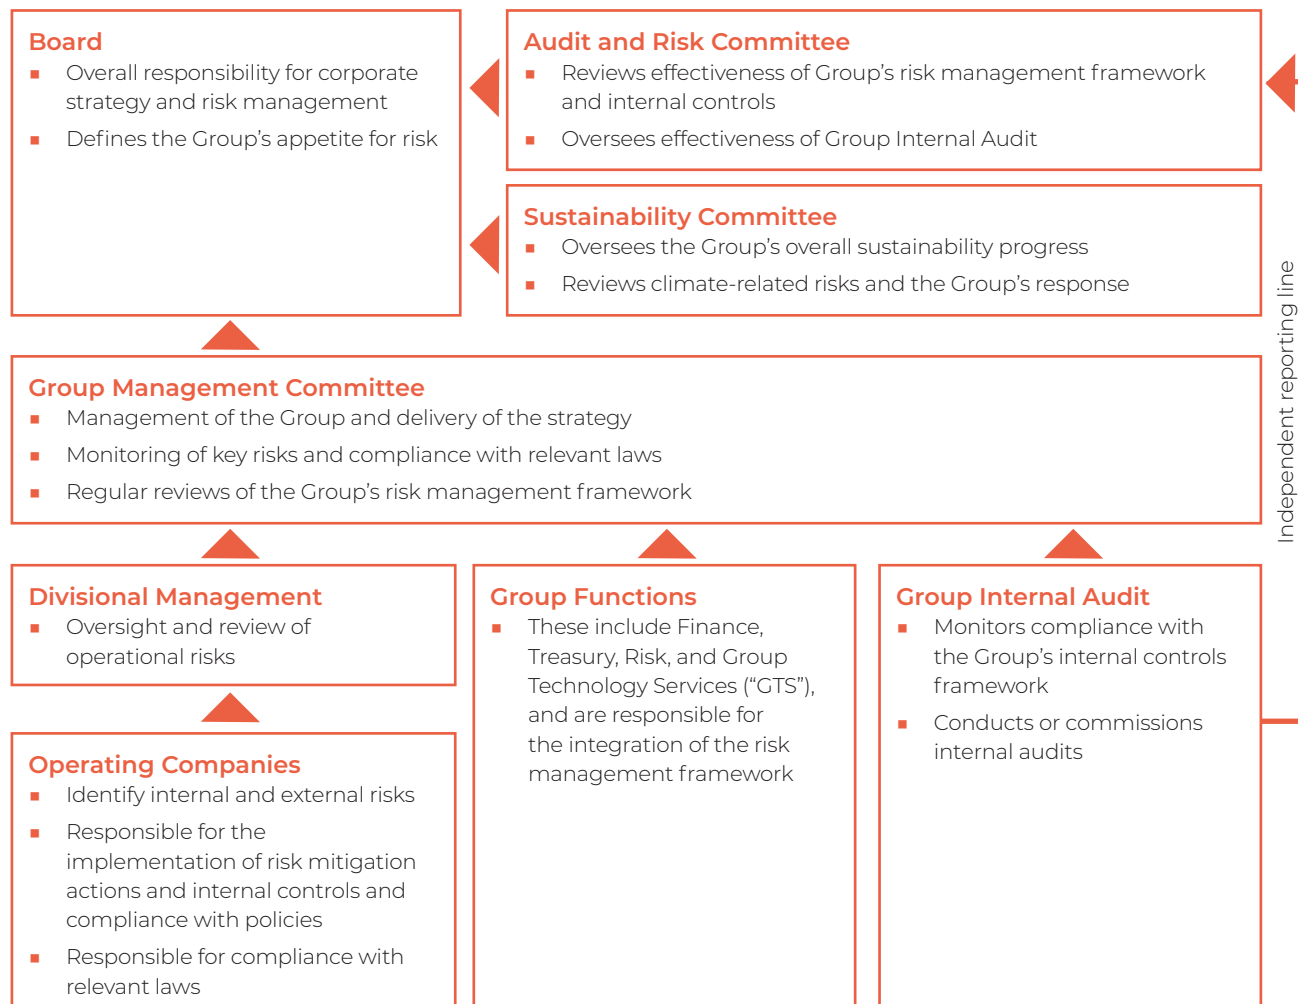 Board
▪ Overall responsibility for corporate
strategy and risk management
▪ Defines the Group’s appetite for risk
Audit and Risk Committee
▪ Reviews effectiveness of Group’s risk management framework
and internal controls
▪ Oversees effectiveness of Group Internal Audit
Sustainability Committee
▪ Oversees the Group’s overall sustainability progress
▪ Reviews climate-related risks and the Group’s response
Independent reporting line
Group Management Committee
▪ Management of the Group and delivery of the strategy
▪ Monitoring of key risks and compliance with relevant laws
▪ Regular reviews of the Group’s risk management framework
Divisional Management
▪ Oversight and review of
operational risks
Operating Companies
▪ Identify internal and external risks
▪ Responsible for the
implementation of risk mitigation
actions and internal controls and
compliance with policies
▪ Responsible for compliance with
relevant laws
Group Functions
▪ These include Finance,
Treasury, Risk, and Group
Technology Services (“GTS”),
and are responsible for
the integration of the risk
management framework
Group Internal Audit
▪ Monitors compliance with
the Group’s internal controls
framework
▪ Conducts or commissions
internal audits